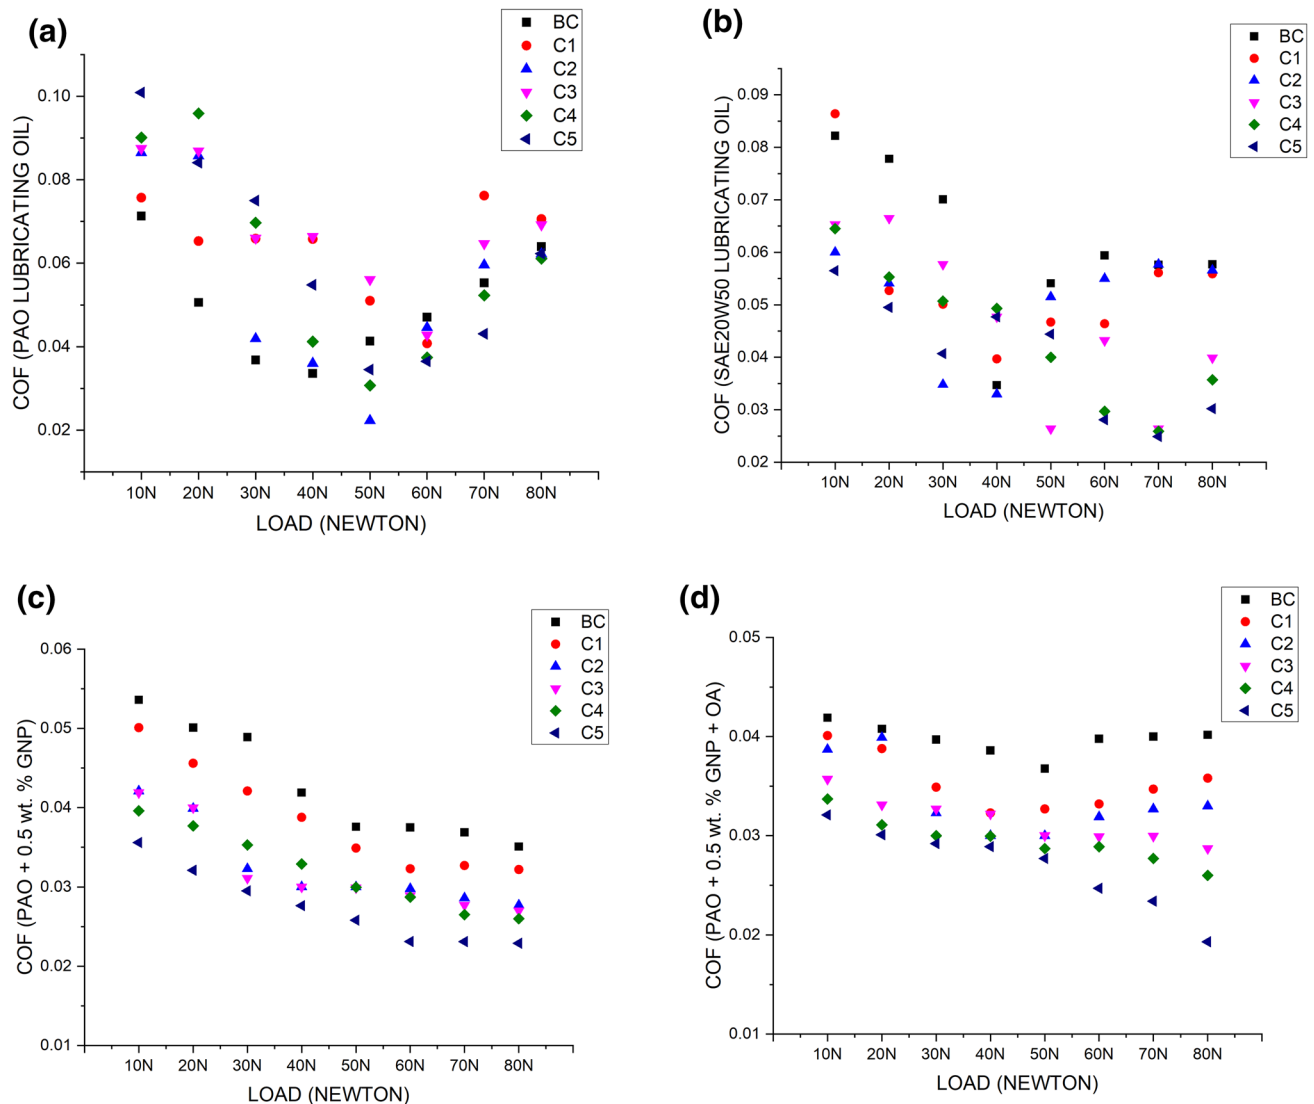 (a)
BC
C1
C2
C3
C4
C5
COF (PAO LUBRICATING OIL)
0.10
0.08
0.06
0.04
0.02
10N 20N 30N 40N 50N 60N 70N 80N
LOAD (NEWTON)
(b)
BC
C1
C2
C3
C4
C5
COF (SAE20W50 LUBRICATING OIL)
0.09
0.08
0.07
0.06
0.05
0.04
0.03
0.02
10N 20N 30N 40N 50N 60N 70N 80N
LOAD (NEWTON)
(c)
BC
C1
C2
C3
C4
C5
COF (PAO + 0.5 wt. % GNP)
0.06
0.05
0.04
0.03
0.02
0.01
10N 20N 30N 40N 50N 60N 70N 80N
LOAD (NEWTON)
(d)
BC
C1
C2
C3
C4
C5
COF (PAO + 0.5 wt. % GNP + OA)
0.05
0.04
0.03
0.02
0.01
10N 20N 30N 40N 50N 60N 70N 80N
LOAD (NEWTON)